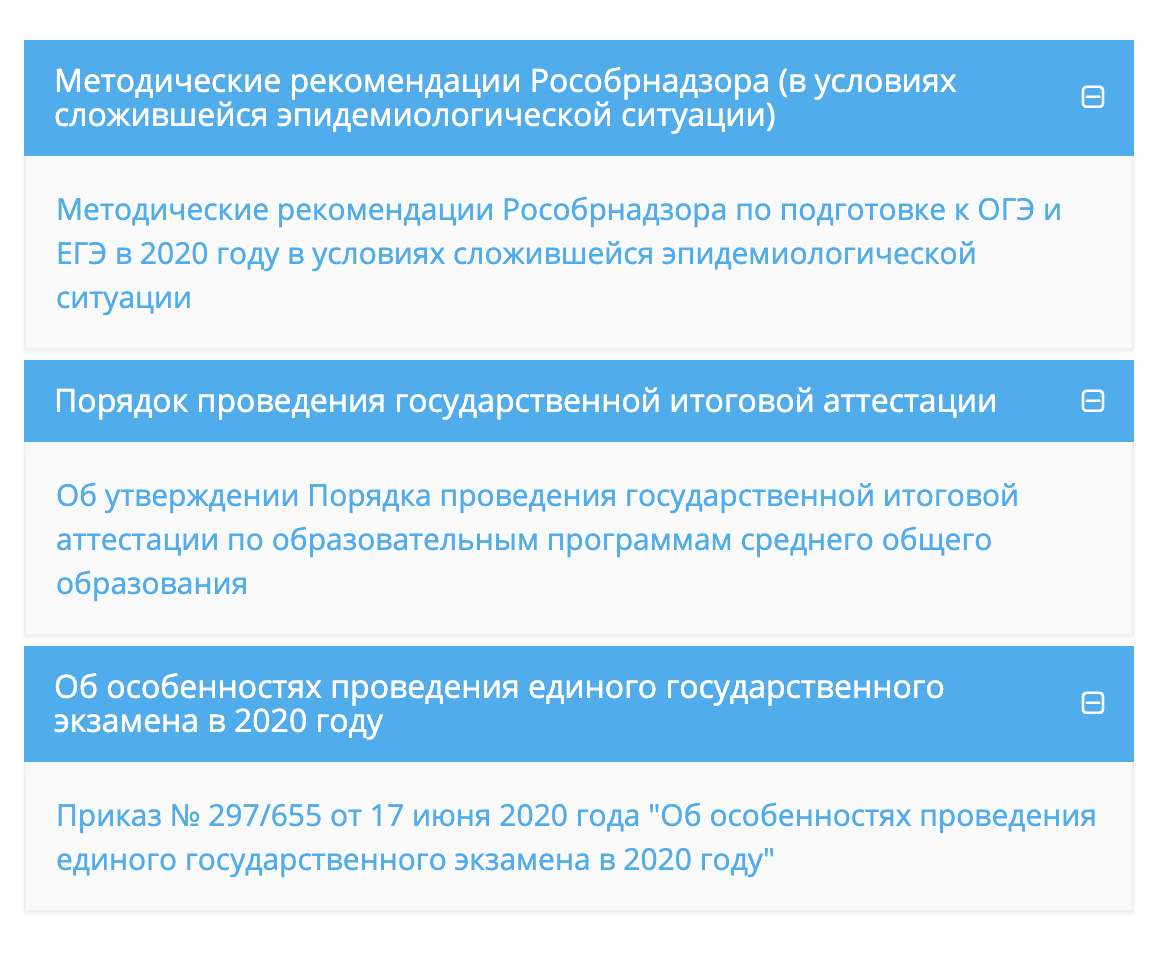 Методические рекомендации Рособрнадзора (в условиях
сложившейся эпидемиологической ситуации)
Методические рекомендации Рособрнадзора по подготовке к ОГЭ и
ЕГЭ в 2020 году в условиях сложившейся эпидемиологической
ситуации
Порядок проведения государственной итоговой аттестации
Об утверждении Порядка проведения государственной итоговой
аттестации по образовательным программам среднего общего
образования
Об особенностях проведения единого государственного
экзамена в 2020 году
Приказ № 297/655 от 17 июня 2020 года "Об особенностях проведения
единого государственного экзамена в 2020 году"